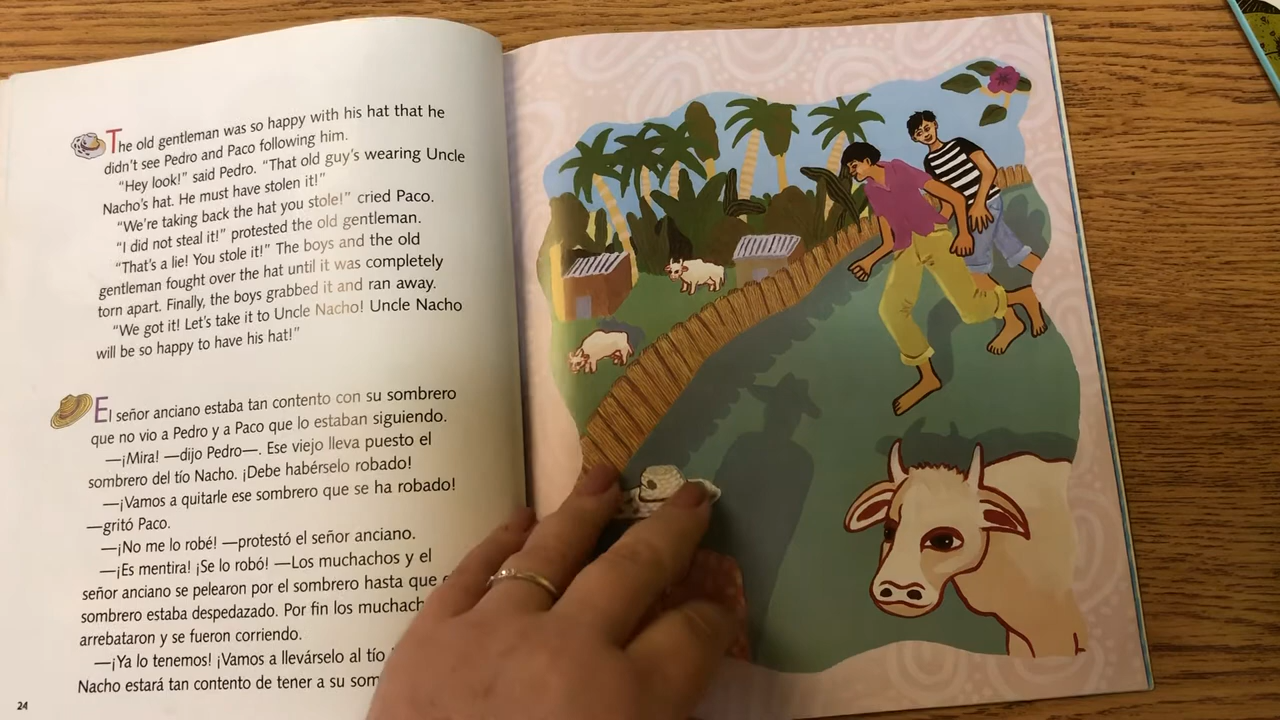 The old gentleman was so happy with his hat that he
didn't see Pedro and Paco following him.
"Hey look!" said Pedro. "That old guy's wearing Uncle
Nacho's hat. He must have stolen it!"
"We're taking back the hat you stole!" cried Paco.
"I did not steal it!" protested the old gentleman.
"That's a lie! You stole it!" The boys and the old
gentleman fought over the hat until it was completely
torn apart. Finally, the boys grabbed it and ran away.
"We got it! Let's take it to Uncle Nacho! Uncle Nacho
will be so happy to have his hat!"
El señor anciano estaba tan contento con su sombrero
que no vio a Pedro y a Paco que lo estaban siguiendo.
—¡Mira! —dijo Pedro—. Ese viejo lleva puesto el
sombrero del tío Nacho. ¡Debe habérselo robado!
—¡Vamos a quitarle ese sombrero que se ha robado!
—gritó Paco.
—¡No me lo robé! —protestó el señor anciano.
—¡Es mentira! ¡Se lo robó! —Los muchachos y el
señor anciano se pelearon por el sombrero hasta que
sombrero estaba despedazado. Por fin los muchach
arrebataron y se fueron corriendo.
—¡Ya lo tenemos! ¡Vamos a llevárselo al tío
Nacho estará tan contento de tener a su som
24